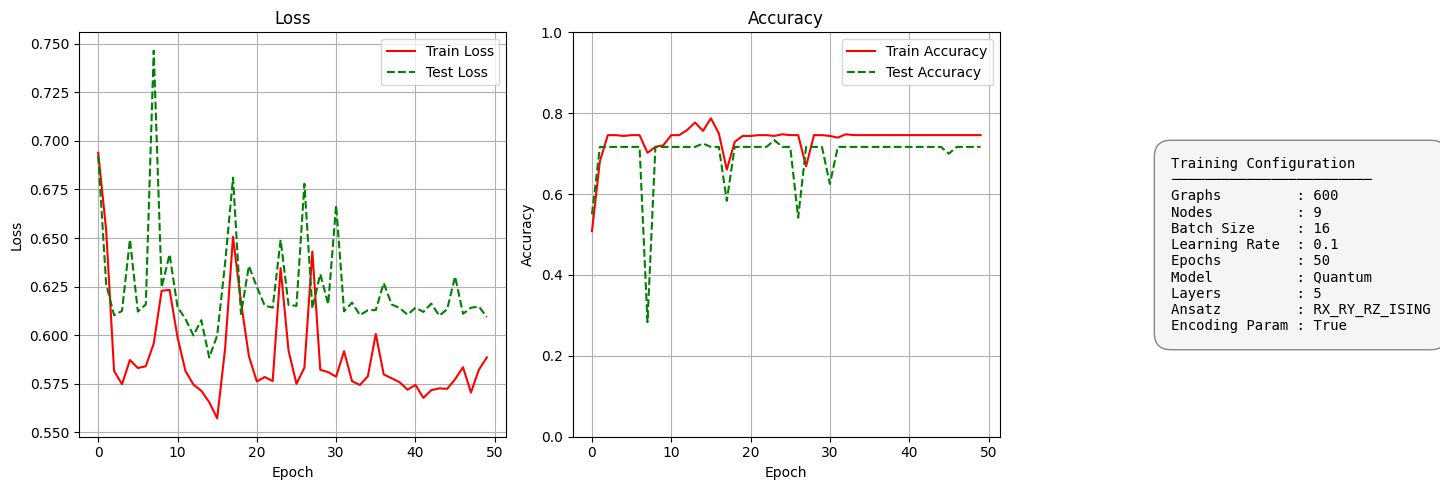 Loss
0.750
0.725
0.700
0.675
0.650
0.625
0.600
0.575
0.550
Loss
Train Loss
Test Loss
0 10 20 30 40 50
Epoch
Accuracy
1.0
0.8
0.6
0.4
0.2
0.0
Accuracy
Train Accuracy
Test Accuracy
0 10 20 30 40 50
Epoch
Training Configuration
Graphs : 600
Nodes : 9
Batch Size : 16
Learning Rate : 0.1
Epochs : 50
Model : Quantum
Layers : 5
Ansatz : RX_RY_RZ_ISING
Encoding Param : True